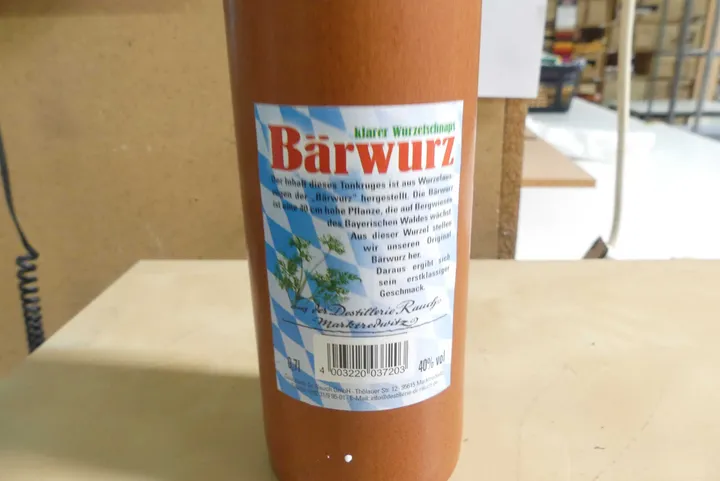 klarer Wurzelschnaps
Bärwurz
Der Inhalt dieses Tonkruges ist aus Wurzelaus-
zügen der „Bärwurz" hergestellt. Die Bärwurz
ist eine 40 cm hohe Pflanze, die auf Bergwiesen
des Bayerischen Waldes wächst.
Aus dieser Wurzel stellen
wir unseren Original
Bärwurz her.
Daraus ergibt sich
sein erstklassiger
Geschmack.
der Destillerie Rauch
Marktredwitz
0,7l
40% vol
4 003220 037203